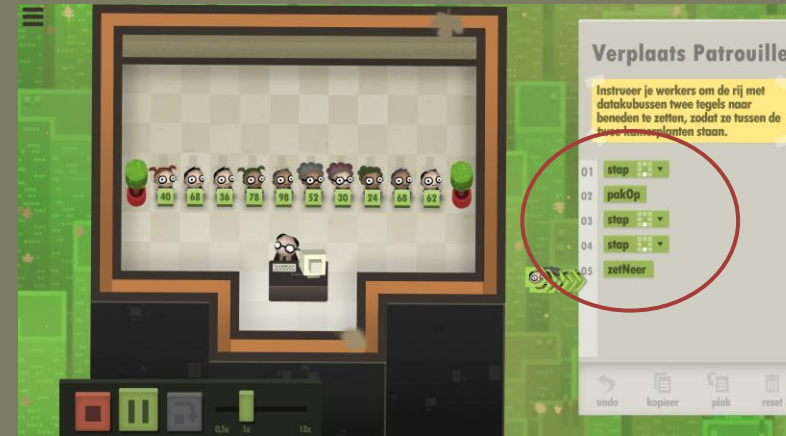 Verplaats Patrouille
Instrueer je werkers om de rij met
datakubussen twee tegels naar
beneden te zetten, zodat ze tussen de
twee kamerplanten staan.
40 68 36 78 98 52 30 24 68 62
01 stap
02 pakOp
03 stap
04 stap
05 zetNeer
0,5x 1x 12x
undo kopieer plak reset